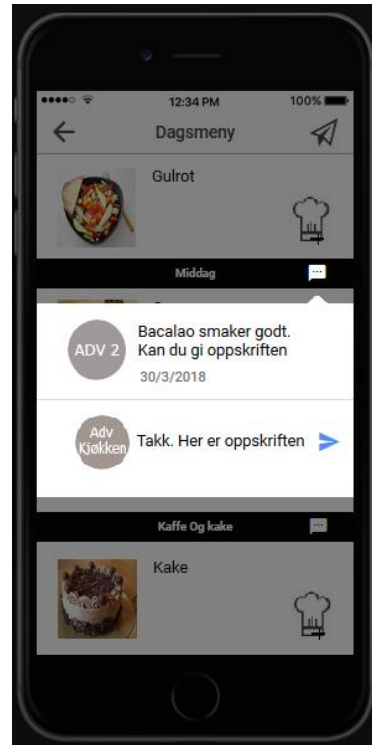 12:34 PM
100%
Dagsmeny
Gulrot
Middag
ADV 2
Bacalao smaker godt.
Kan du gi oppskriften
30/3/2018
Adv
Kjøkken
Takk. Her er oppskriften
Kaffe Og kake
Kake